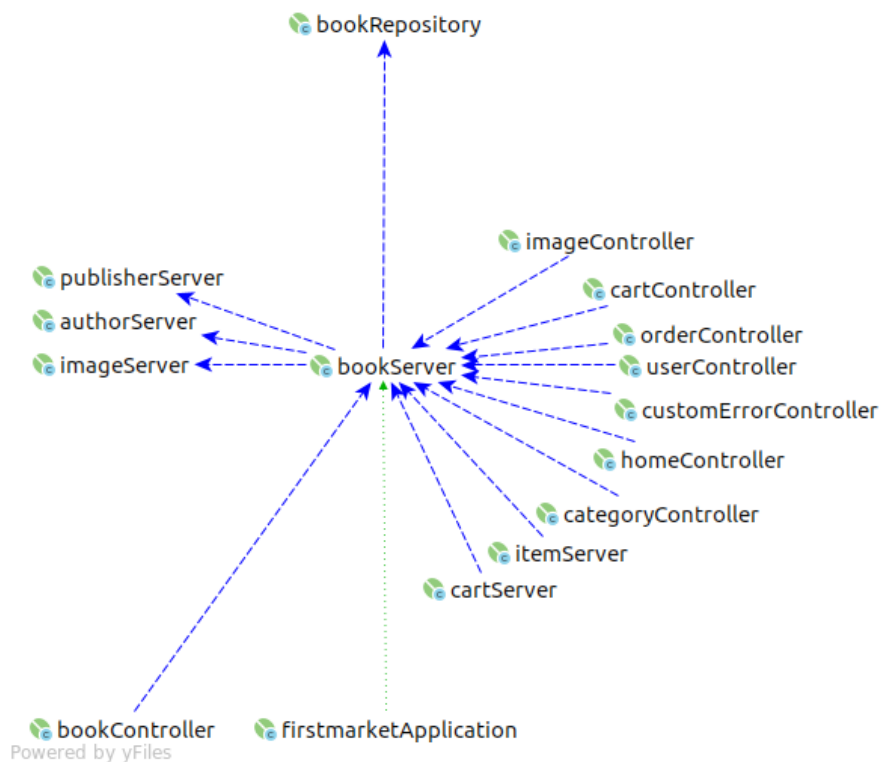 bookRepository
imageController
publisherServer
cartController
authorServer
orderController
imageServer
bookServer
userController
customErrorController
homeController
categoryController
itemServer
cartServer
bookController
firstmarketApplication
Powered by yFiles